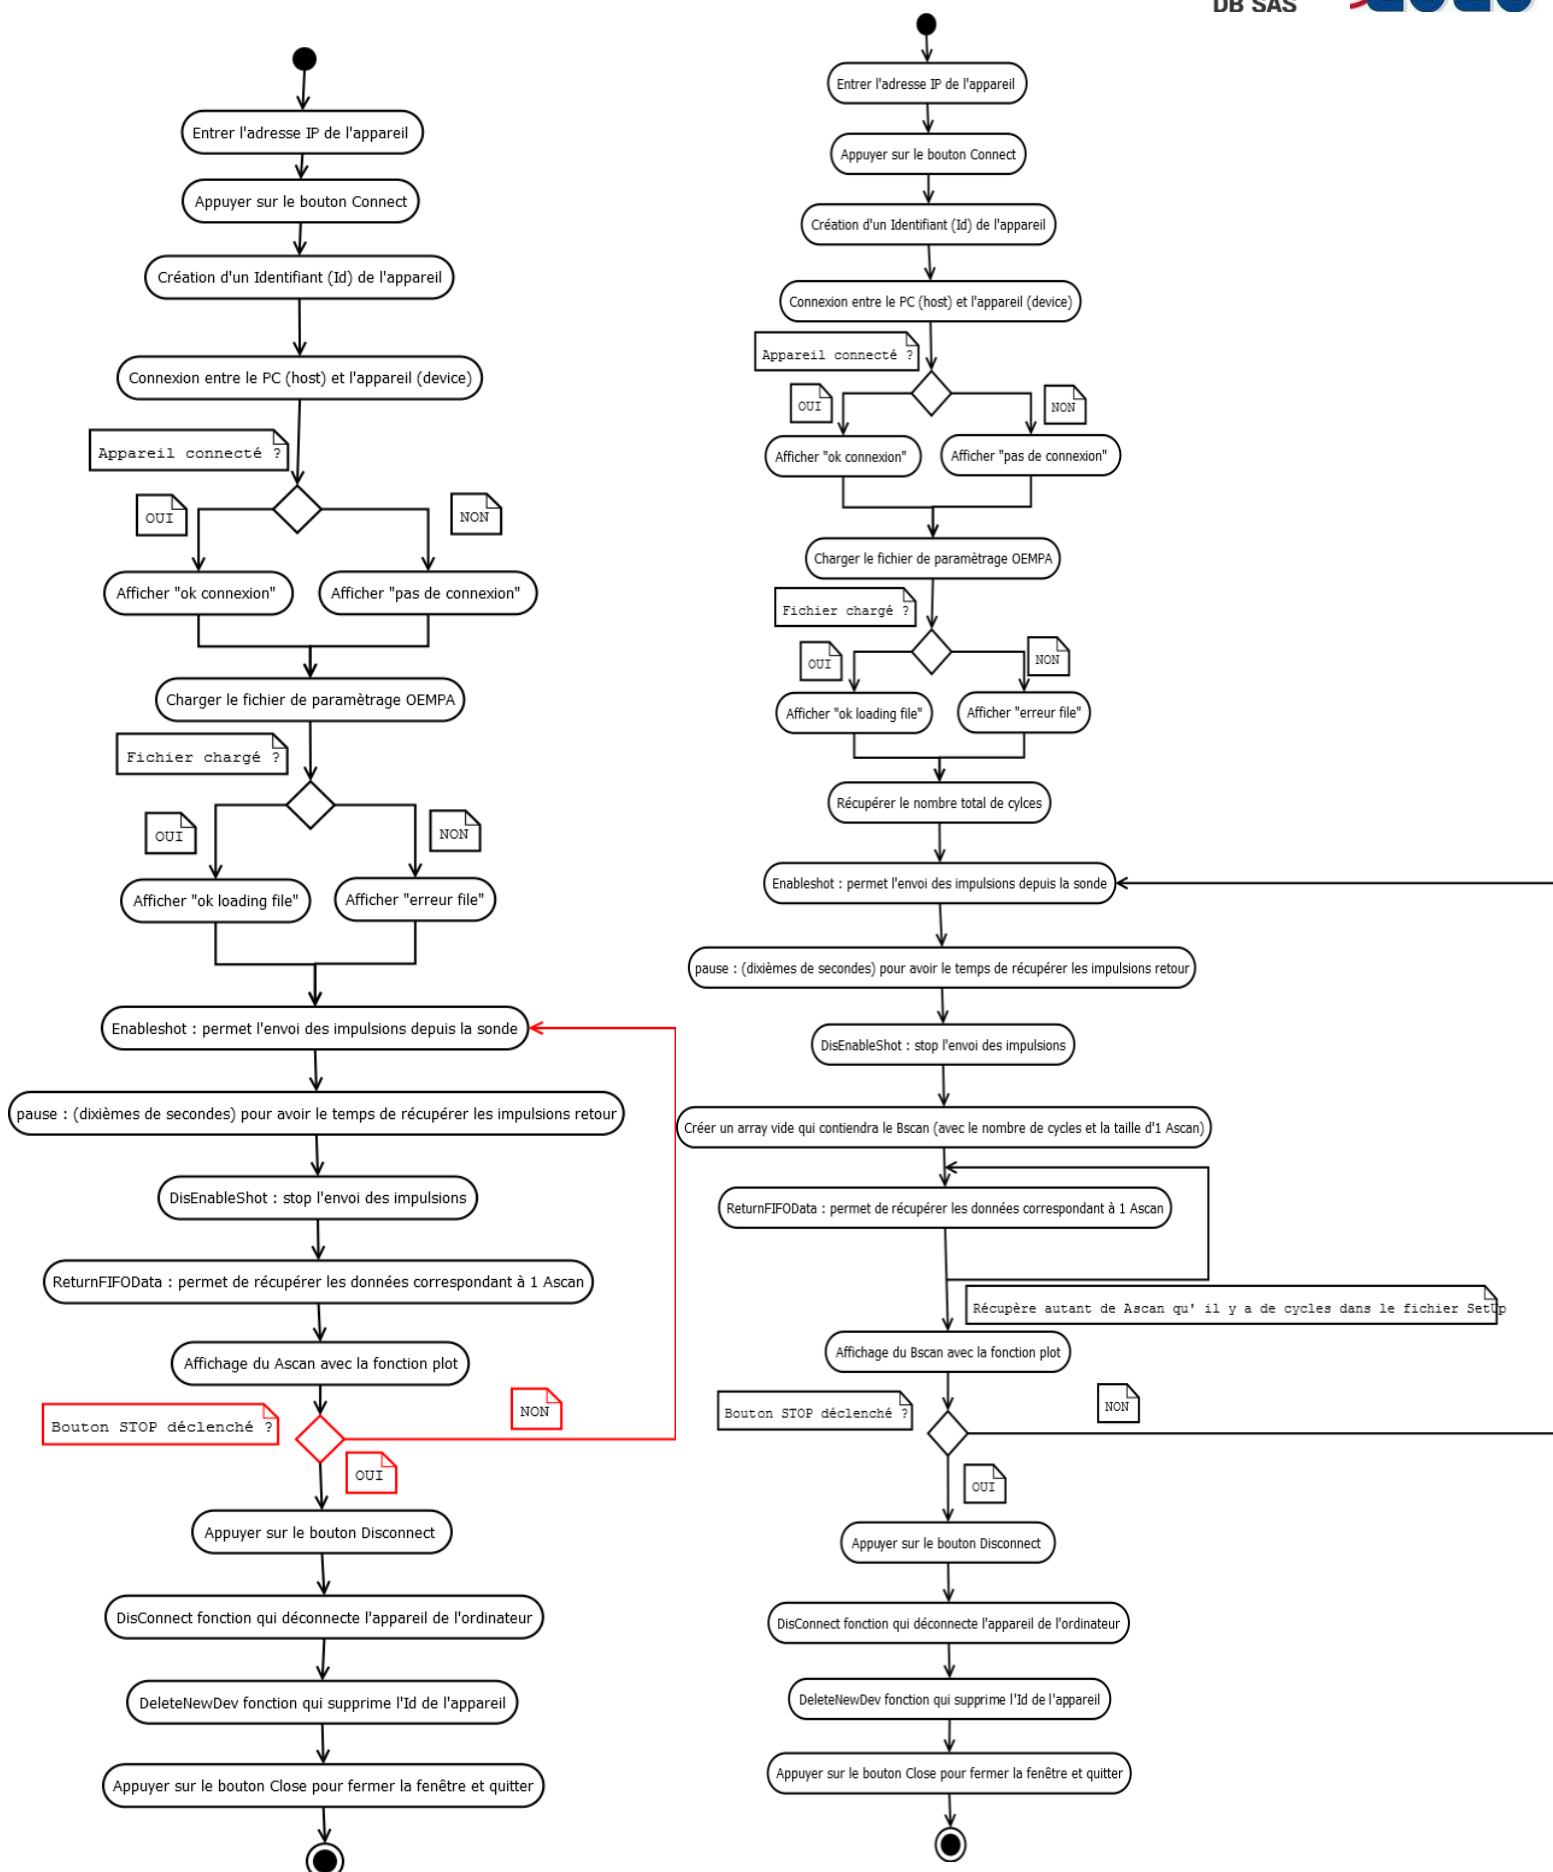 DB SAS
Entrer l'adresse IP de l'appareil
Appuyer sur le bouton Connect
Création d'un Identifiant (Id) de l'appareil
Connexion entre le PC (host) et l'appareil (device)
Appareil connecté ?
OUI
NON
Afficher "ok connexion"
Afficher "pas de connexion"
Charger le fichier de paramètrage OEMPA
Fichier chargé ?
OUI
NON
Afficher "ok loading file"
Afficher "erreur file"
Enableshot : permet l'envoi des impulsions depuis la sonde
pause : (dixièmes de secondes) pour avoir le temps de récupérer les impulsions retour
DisEnableShot : stop l'envoi des impulsions
ReturnFIFOData : permet de récupérer les données correspondant à 1 Ascan
Affichage du Ascan avec la fonction plot
Bouton STOP déclenché ?
NON
OUI
Appuyer sur le bouton Disconnect
DisConnect fonction qui déconnecte l'appareil de l'ordinateur
DeleteNewDev fonction qui supprime l'Id de l'appareil
Appuyer sur le bouton Close pour fermer la fenêtre et quitter
Entrer l'adresse IP de l'appareil
Appuyer sur le bouton Connect
Création d'un Identifiant (Id) de l'appareil
Connexion entre le PC (host) et l'appareil (device)
Appareil connecté ?
OUI
NON
Afficher "ok connexion"
Afficher "pas de connexion"
Charger le fichier de paramètrage OEMPA
Fichier chargé ?
OUI
NON
Afficher "ok loading file"
Afficher "erreur file"
Récupérer le nombre total de cylces
Enableshot : permet l'envoi des impulsions depuis la sonde
pause : (dixièmes de secondes) pour avoir le temps de récupérer les impulsions retour
DisEnableShot : stop l'envoi des impulsions
Créer un array vide qui contiendra le Bscan (avec le nombre de cycles et la taille d'1 Ascan)
ReturnFIFOData : permet de récupérer les données correspondant à 1 Ascan
Récupère autant de Ascan qu' il y a de cycles dans le fichier SetUp
Affichage du Bscan avec la fonction plot
Bouton STOP déclenché ?
NON
OUI
Appuyer sur le bouton Disconnect
DisConnect fonction qui déconnecte l'appareil de l'ordinateur
DeleteNewDev fonction qui supprime l'Id de l'appareil
Appuyer sur le bouton Close pour fermer la fenêtre et quitter